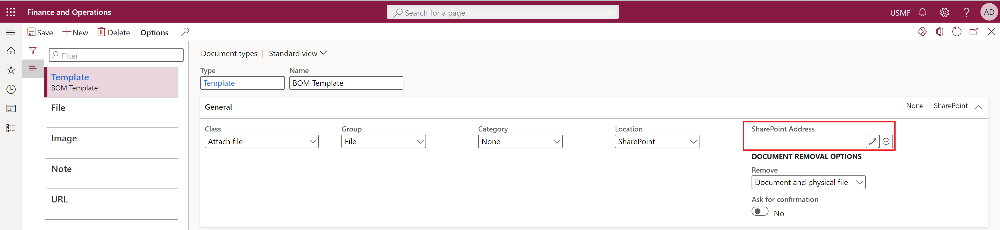 Finance and Operations
Search for a page
USMF
AD
Save
New
Delete
Options
Filter
Template
BOM Template
File
Image
Note
URL
Document types | Standard view
Type
Name
Template
BOM Template
General
None
SharePoint
Class
Group
Category
Location
SharePoint Address
Attach file
File
None
SharePoint
DOCUMENT REMOVAL OPTIONS
Remove
Document and physical file
Ask for confirmation
No